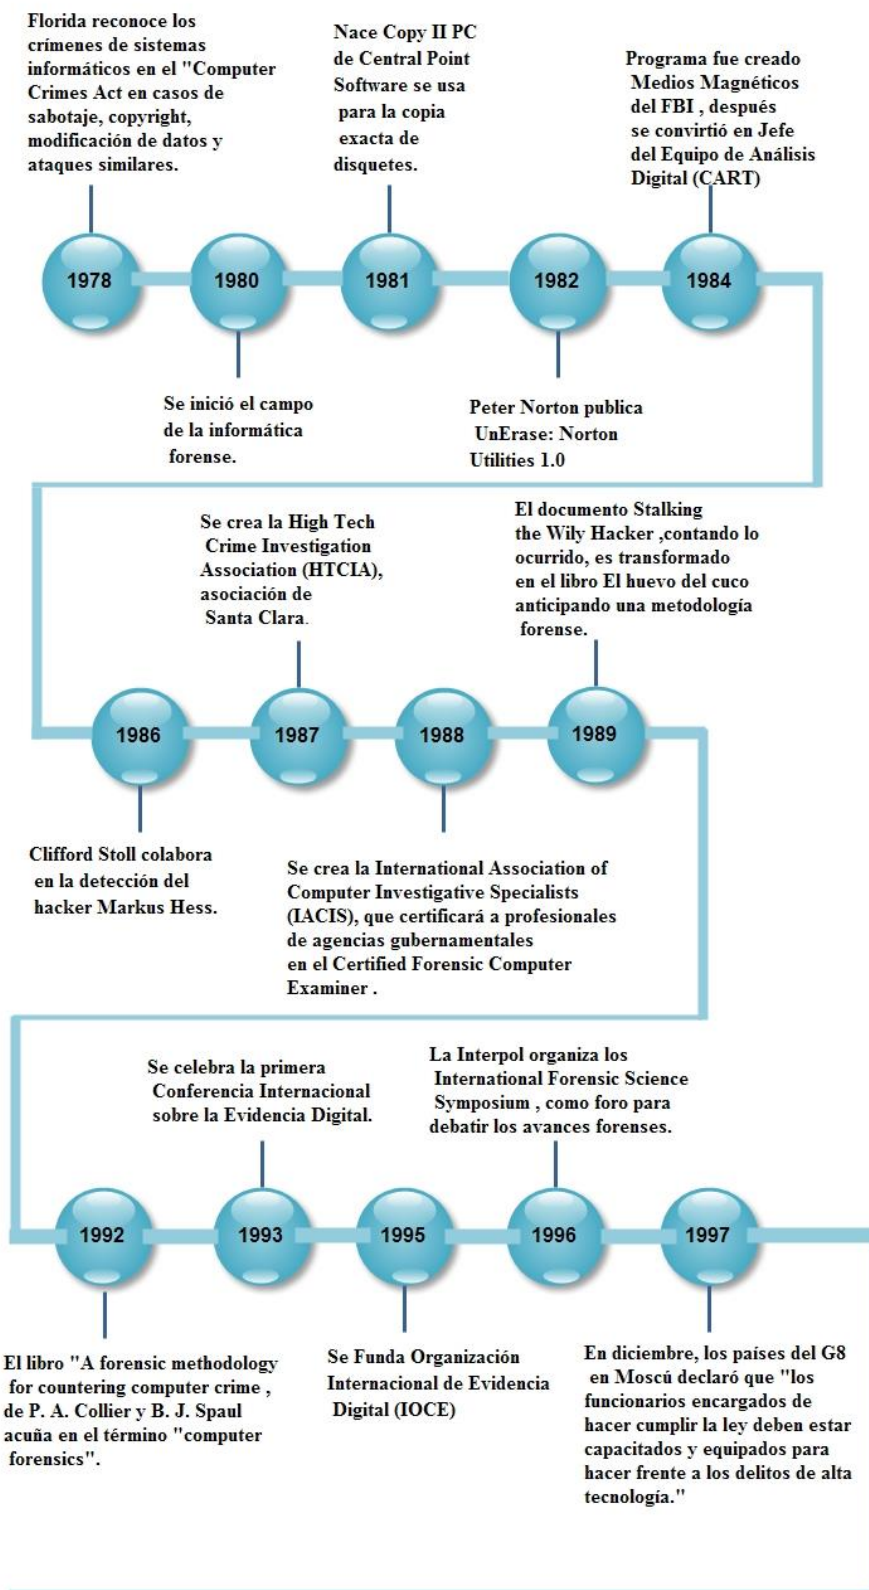 Florida reconoce los
crímenes de sistemas
informáticos en el "Computer
Crimes Act en casos de
sabotaje, copyright,
modificación de datos y
ataques similares.
Nace Copy II PC
de Central Point
Software se usa
para la copia
exacta de
disquetes.
Programa fue creado
Medios Magnéticos
del FBI , después
se convirtió en Jefe
del Equipo de Análisis
Digital (CART)
1978
1980
1981
1982
1984
Se inició el campo
de la informática
forense.
Peter Norton publica
UnErase: Norton
Utilities 1.0
Se crea la High Tech
Crime Investigation
Association (HTCIA),
asociación de
Santa Clara.
El documento Stalking
the Wily Hacker ,contando lo
ocurrido, es transformado
en el libro El huevo del cuco
anticipando una metodología
forense.
1986
1987
1988
1989
Clifford Stoll colabora
en la detección del
hacker Markus Hess.
Se crea la International Association of
Computer Investigative Specialists
(IACIS), que certificará a profesionales
de agencias gubernamentales
en el Certified Forensic Computer
Examiner .
Se celebra la primera
Conferencia Internacional
sobre la Evidencia Digital.
La Interpol organiza los
International Forensic Science
Symposium , como foro para
debatir los avances forenses.
1992
1993
1995
1996
1997
El libro "A forensic methodology
for countering computer crime ,
de P. A. Collier y B. J. Spaul
acuña en el término "computer
forensics".
Se Funda Organización
Internacional de Evidencia
Digital (IOCE)
En diciembre, los países del G8
en Moscú declaró que "los
funcionarios encargados de
hacer cumplir la ley deben estar
capacitados y equipados para
hacer frente a los delitos de alta
tecnología."